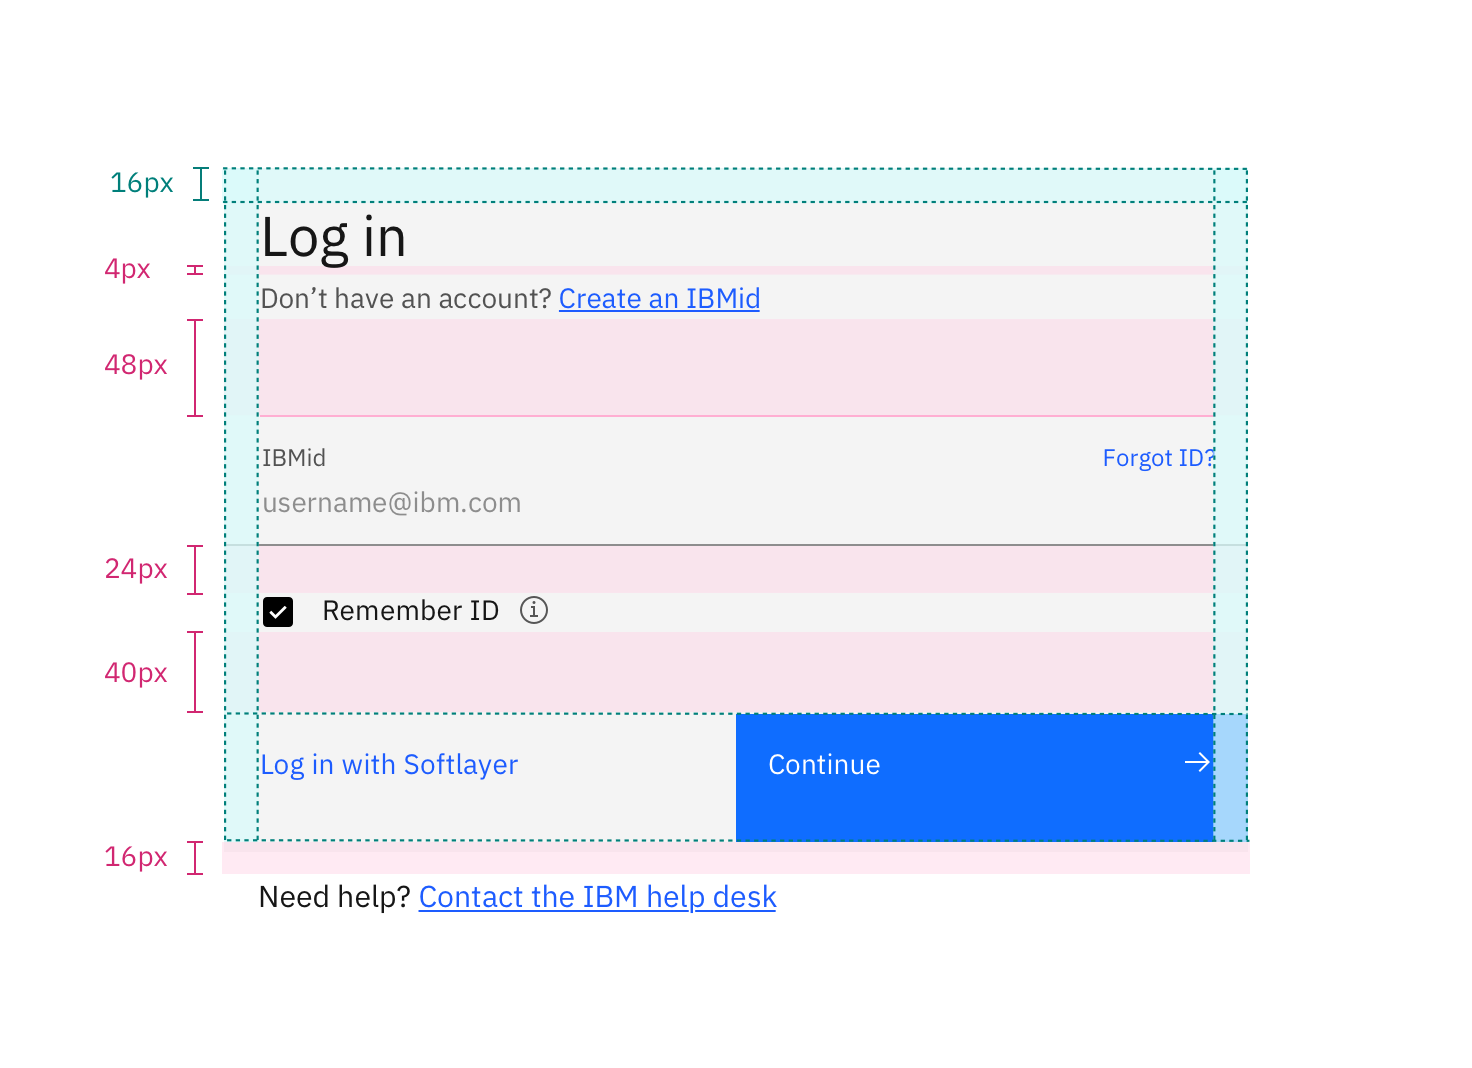 16px
Log in
4px
Don’t have an account? Create an IBMid
48px
IBMid Forgot ID?
username@ibm.com
24px
Remember ID
40px
Log in with Softlayer Continue
16px
Need help? Contact the IBM help desk